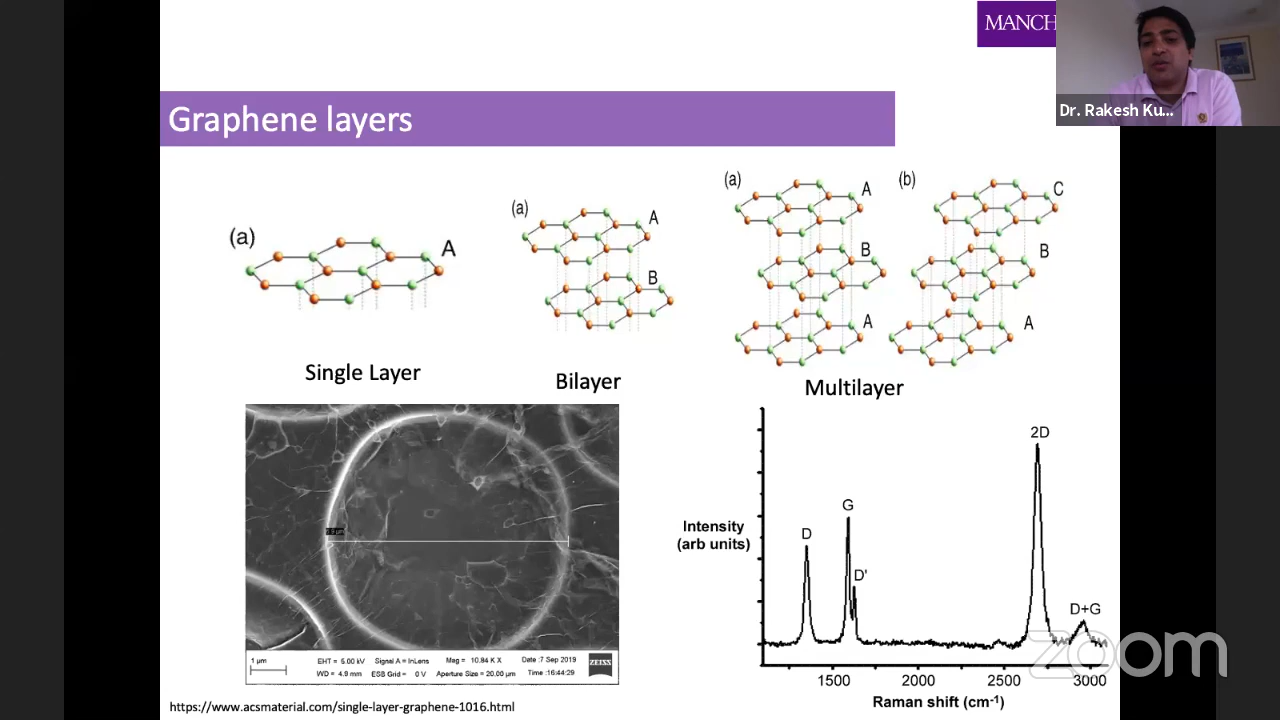 MANCH
Dr. Rakesh Ku...
Graphene layers
(a)
A
(a)
A
B
(a)
A
B
A
(b)
C
B
A
Single Layer
Bilayer
Multilayer
1 µm
EHT = 5.00 kV
WD = 4.9 mm
Signal A = InLens
ESB Grid = 0 V
Mag = 10.94 K X
Aperture Size = 20.00 µm
Date :7 Sep 2019
Time :16:44:29
ZEISS
Intensity
(arb units)
D
G
D'
2D
D+G
1500 2000 2500 3000
Raman shift (cm-1)
zoom
https://www.acsmaterial.com/single-layer-graphene-1016.html